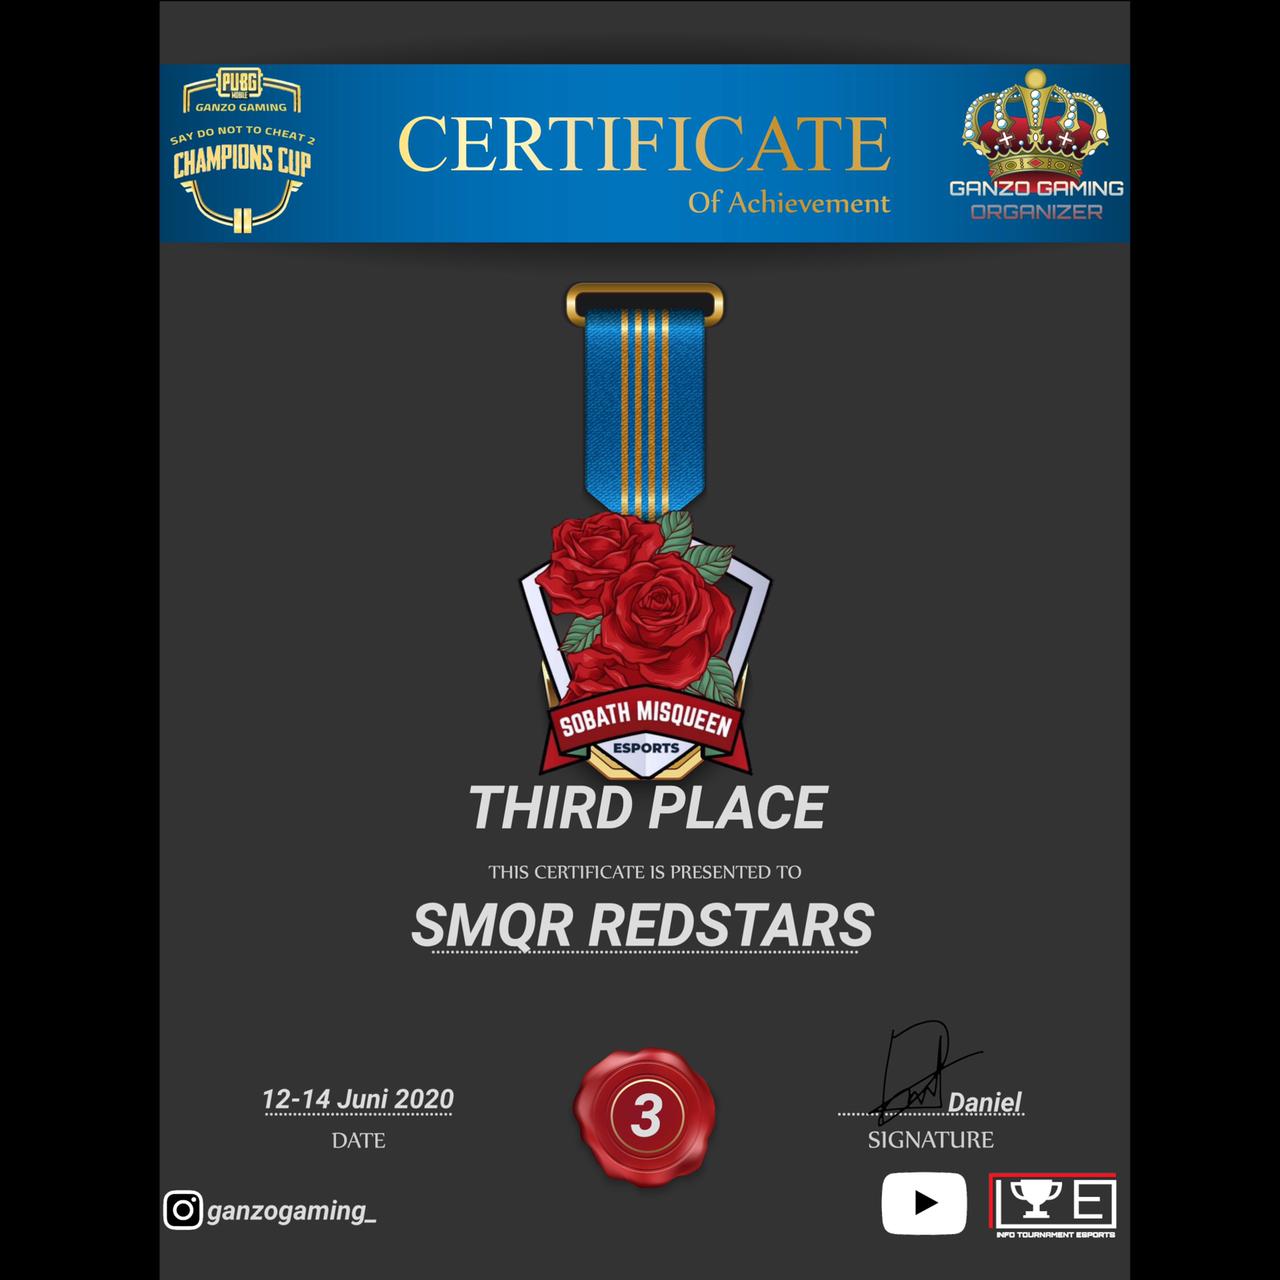 PUBG
MOBILE
GANZO GAMING
SAY DO NOT TO CHEAT 2
CHAMPIONS CUP
II
CERTIFICATE
Of Achievement
GANZO GAMING
ORGANIZER
SOBATH MISQUEEN
ESPORTS
THIRD PLACE
THIS CERTIFICATE IS PRESENTED TO
SMQR REDSTARS
12-14 Juni 2020
DATE
3
Daniel
SIGNATURE
ganzogaming_
I E
INFO TOURNAMENT ESPORTS